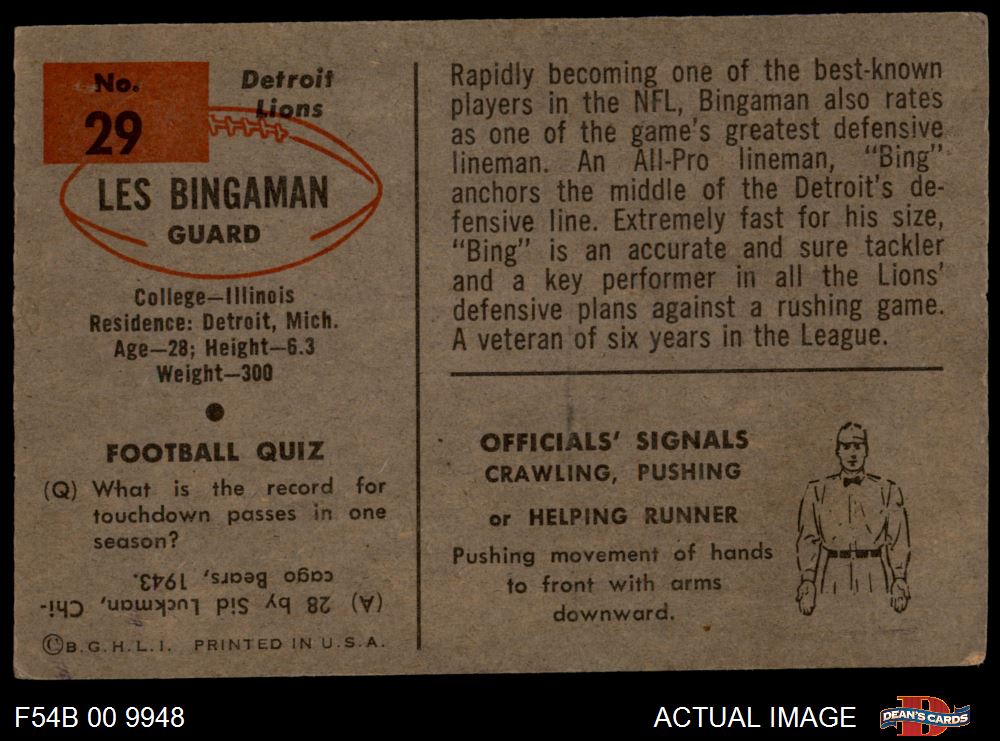 No.
29
Detroit
Lions
LES BINGAMAN
GUARD
College—Illinois
Residence: Detroit, Mich.
Age—28; Height—6.3
Weight—300
FOOTBALL QUIZ
(Q) What is the record for
touchdown passes in one
season?
(A) 28 by Sid Luckman, Chi-
cago Bears, 1943.
©B.G.H.L.I. PRINTED IN U.S.A.
Rapidly becoming one of the best-known
players in the NFL, Bingaman also rates
as one of the game's greatest defensive
lineman. An All-Pro lineman, "Bing"
anchors the middle of the Detroit's de-
fensive line. Extremely fast for his size,
"Bing" is an accurate and sure tackler
and a key performer in all the Lions'
defensive plans against a rushing game.
A veteran of six years in the League.
OFFICIALS' SIGNALS
CRAWLING, PUSHING
or HELPING RUNNER
Pushing movement of hands
to front with arms
downward.
F54B 00 9948
ACTUAL IMAGE
DEAN'S CARDS